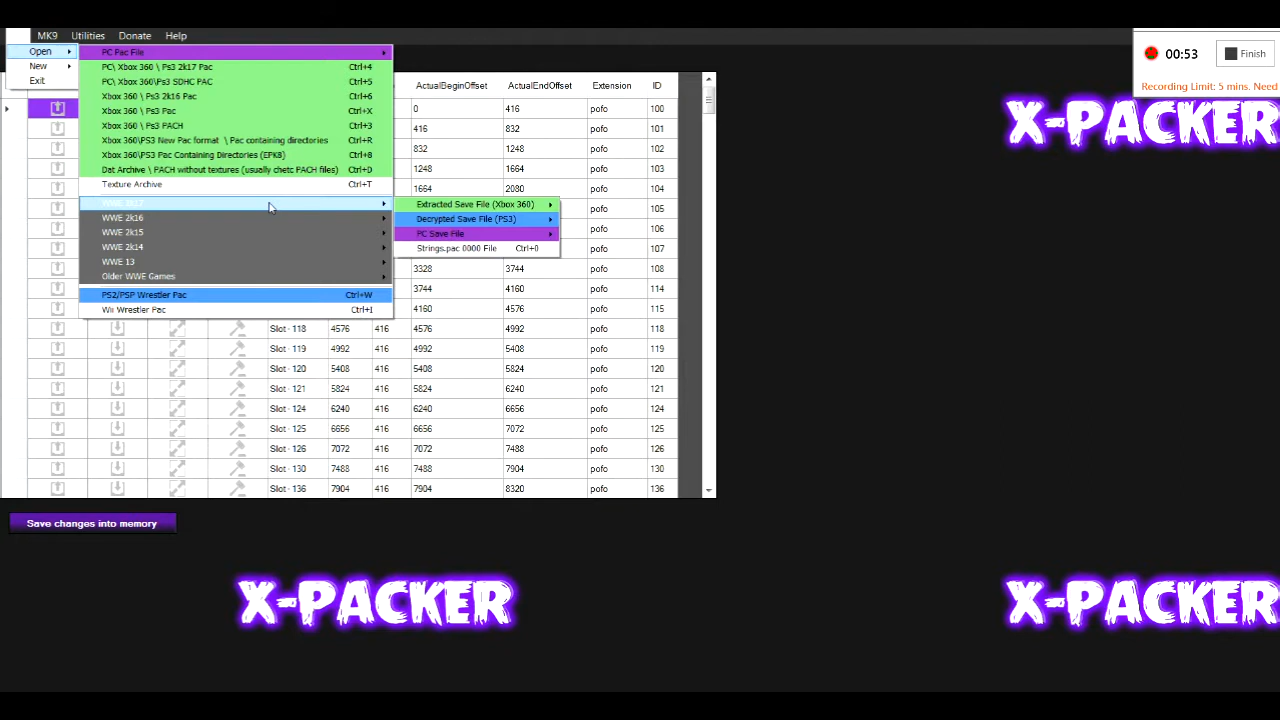 MK9 Utilities Donate Help
00:53 Finish
Recording Limit: 5 mins. Need
Open
New
Exit
PC Pac File
PC\ Xbox 360 \ Ps3 2k17 Pac Ctrl+4
PC\ Xbox 360\Ps3 SDHC PAC Ctrl+5
Xbox 360 \ Ps3 2k16 Pac Ctrl+6
Xbox 360 \ Ps3 Pac Ctrl+X
Xbox 360 \ Ps3 PACH Ctrl+3
Xbox 360\PS3 New Pac format \ Pac containing directories Ctrl+R
Xbox 360\PS3 Pac Containing Directories (EPK8) Ctrl+8
Dat Archive \ PACH without textures (usually chetc PACH files) Ctrl+D
Texture Archive Ctrl+T
WWE 2k17
WWE 2k16
WWE 2k15
WWE 2k14
WWE 13
Older WWE Games
PS2/PSP Wrestler Pac Ctrl+W
Wii Wrestler Pac Ctrl+I
Extracted Save File (Xbox 360)
Decrypted Save File (PS3)
PC Save File
Strings.pac 0000 File Ctrl+0
ActualBeginOffset ActualEndOffset Extension ID
0 416 pofo 100
416 832 pofo 101
832 1248 pofo 102
1248 1664 pofo 103
1664 2080 pofo 104
pofo 105
pofo 106
pofo 107
3328 3744 pofo 108
3744 4160 pofo 114
4160 4575 pofo 115
Slot - 118 4576 416 4576 4992 pofo 118
Slot - 119 4992 416 4992 5408 pofo 119
Slot - 120 5408 416 5408 5824 pofo 120
Slot - 121 5824 416 5824 6240 pofo 121
Slot - 124 6240 416 6240 6656 pofo 124
Slot - 125 6656 416 6656 7072 pofo 125
Slot - 126 7072 416 7072 7488 pofo 126
Slot - 130 7488 416 7488 7904 pofo 130
Slot - 136 7904 416 7904 8320 pofo 136
Save changes into memory
X-PACKER
X-PACKER
X-PACKER